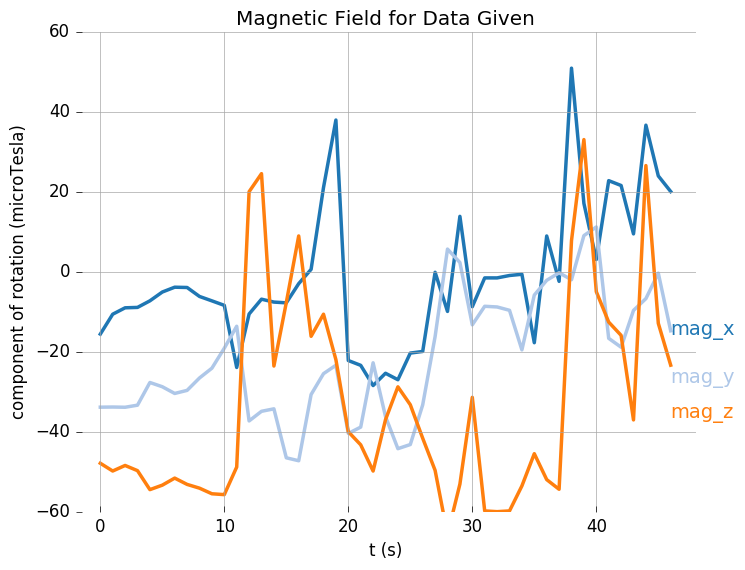 Magnetic Field for Data Given
component of rotation (microTesla)
60
40
20
0
−20
−40
−60
mag_x
mag_y
mag_z
0 10 20 30 40
t (s)